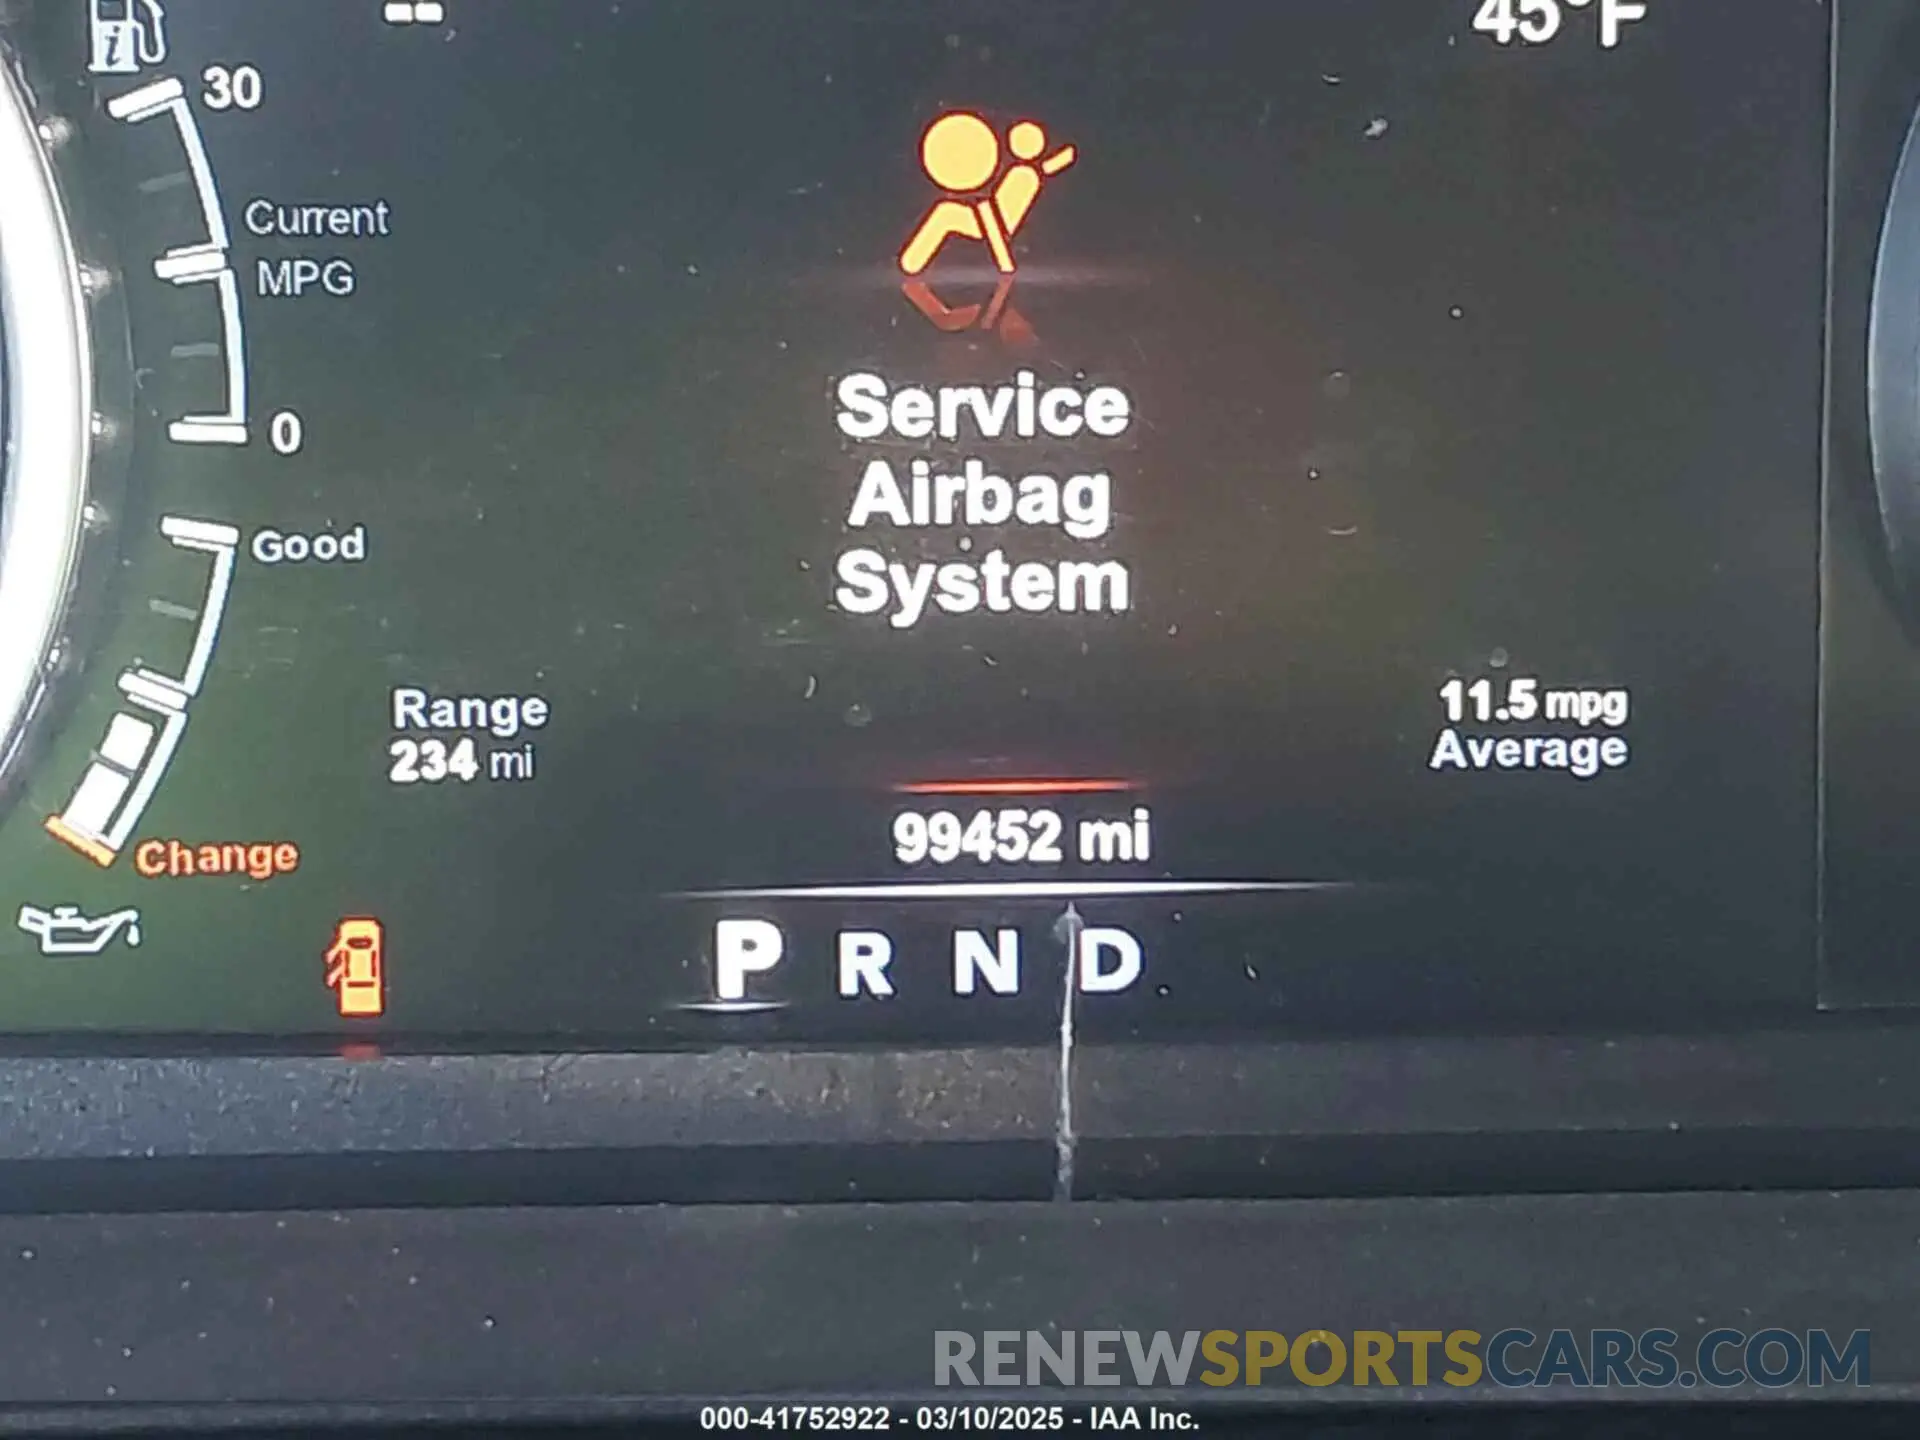 45°F
30
Current
MPG
0
Service
Airbag
System
Good
Range
234 mi
11.5 mpg
Average
99452 mi
Change
P R N D
RENEWSPORTSCARS.COM
000-41752922 - 03/10/2025 - IAA Inc.